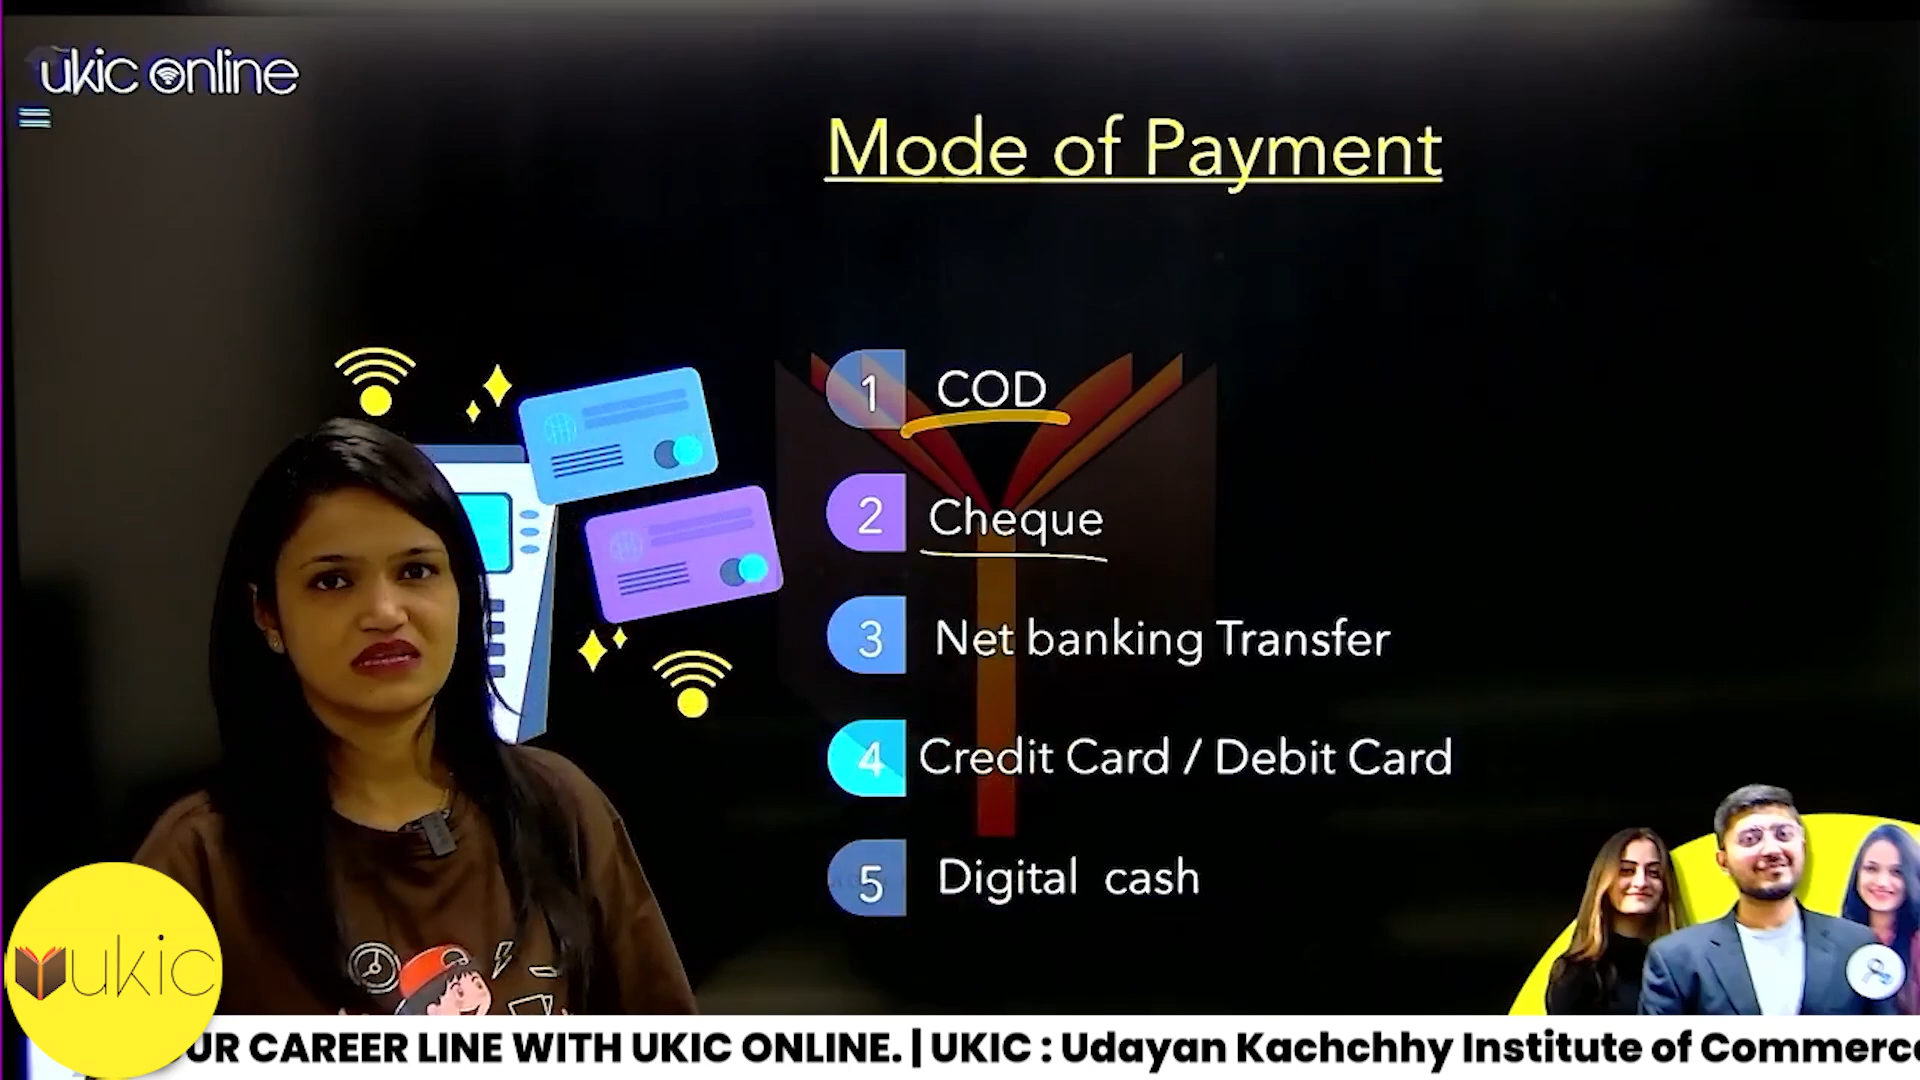 ukic online
Mode of Payment
1 COD
2 Cheque
3 Net banking Transfer
4 Credit Card / Debit Card
5 Digital cash
ukic
UR CAREER LINE WITH UKIC ONLINE. | UKIC : Udayan Kachchhy Institute of Commerce